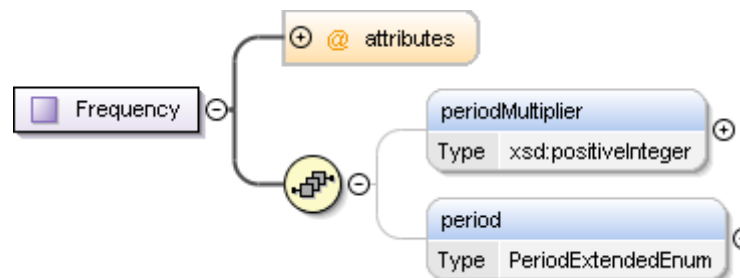 @ attributes
Frequency
periodMultiplier
Type xsd:positiveInteger
period
Type PeriodExtendedEnum